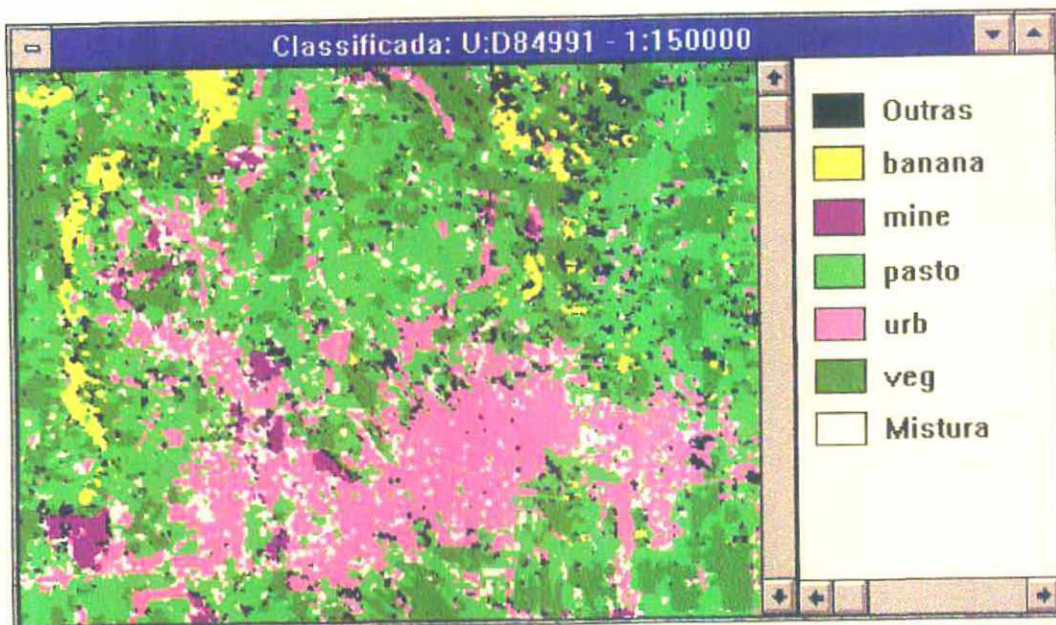 Classificada: U:D84991 - 1:150000
Outras
banana
mine
pasto
urb
veg
Mistura